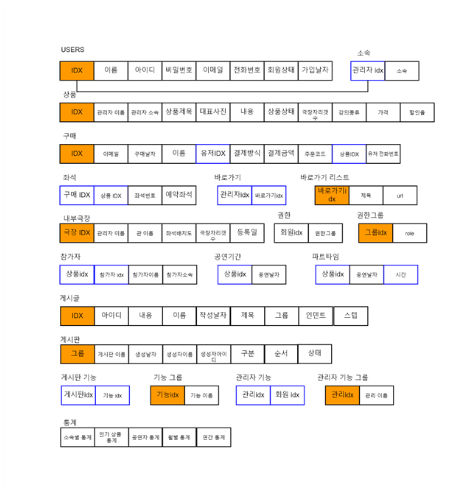 USERS
소속
IDX 이름 아이디 비밀번호 이메일 전화번호 회원상태 가입날자
관리자 idx 소속
상품
IDX 관리자 이름 관리자 소속 상품제목 대표사진 내용 상품상태 극장자리갯수 강의종류 가격 할인율
구매
IDX 이메일 구매날자 이름 유저IDX 결제방식 결제금액 주문코드 상품IDX 유저 전화번호
좌석 바로가기 바로가기 리스트
구매 IDX 상품 IDX 좌석번호 예약좌석
관리자idx 바로가기idx
바로가기idx 제목 url
내부극장 권한 권한그룹
극장 IDX 관리자 이름 관 이름 좌석배치도 극장자리갯수 등록일
회원idx 권한그룹
그룹idx role
참가자 공연기간 파트타임
상품idx 참가자 idx 참가자이름 참가자소속
상품idx 공연날자
상품idx 공연날자 시간
게시글
IDX 아이디 내용 이름 작성날자 제목 그룹 인덴트 스텝
게시판
그룹 게시판 이름 생성날자 생성자이름 생성자아이디 구분 순서 상태
게시판 기능 기능 그룹 관리자 기능 관리자 기능 그룹
게시판idx 기능 idx
기능idx 기능 이름
관리idx 회원 idx
관리idx 관리 이름
통계
소속별 통계 인기 상품 통계 공연자 통계 월별 통계 연간 통계